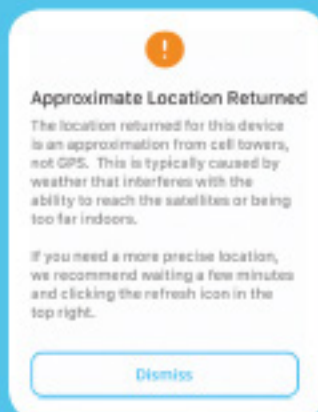 !
Approximate Location Returned
The location returned for this device
is an approximation from cell towers,
not GPS.  This is typically caused by
weather that interferes with the
ability to reach the satellites or being
too far indoors.
If you need a more precise location,
we recommend waiting a few minutes
and clicking the refresh icon in the
top right.
Dismiss